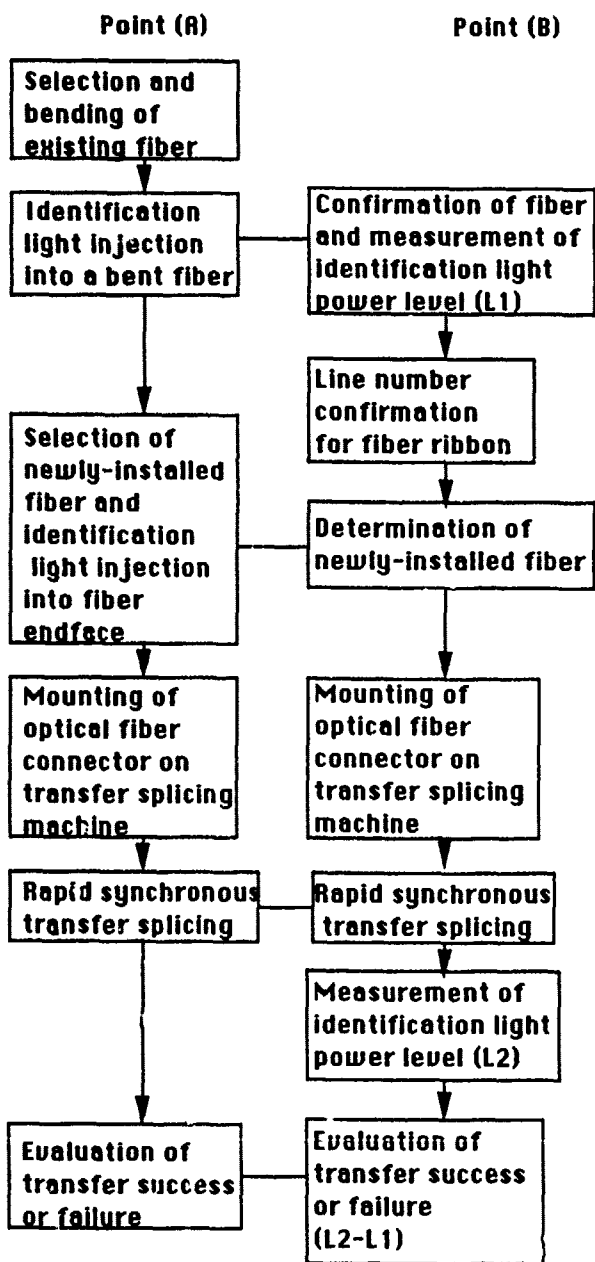 Point (A)
Point (B)
Selection and
bending of
existing fiber
Identification
light injection
into a bent fiber
Confirmation of fiber
and measurement of
identification light
power level (L1)
Line number
confirmation
for fiber ribbon
Selection of
newly-installed
fiber and
identification
light injection
into fiber
endface
Determination of
newly-installed fiber
Mounting of
optical fiber
connector on
transfer splicing
machine
Mounting of
optical fiber
connector on
transfer splicing
machine
Rapid synchronous
transfer splicing
Rapid synchronous
transfer splicing
Measurement of
identification light
power level (L2)
Evaluation of
transfer success
or failure
Evaluation of
transfer success
or failure
(L2-L1)